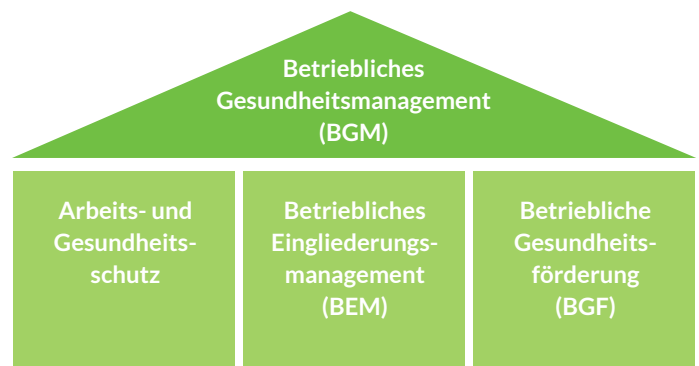 Betriebliches
Gesundheitsmanagement
(BGM)
Arbeits- und
Gesundheits-
schutz
Betriebliches
Eingliederungs-
management
(BEM)
Betriebliche
Gesundheits-
förderung
(BGF)